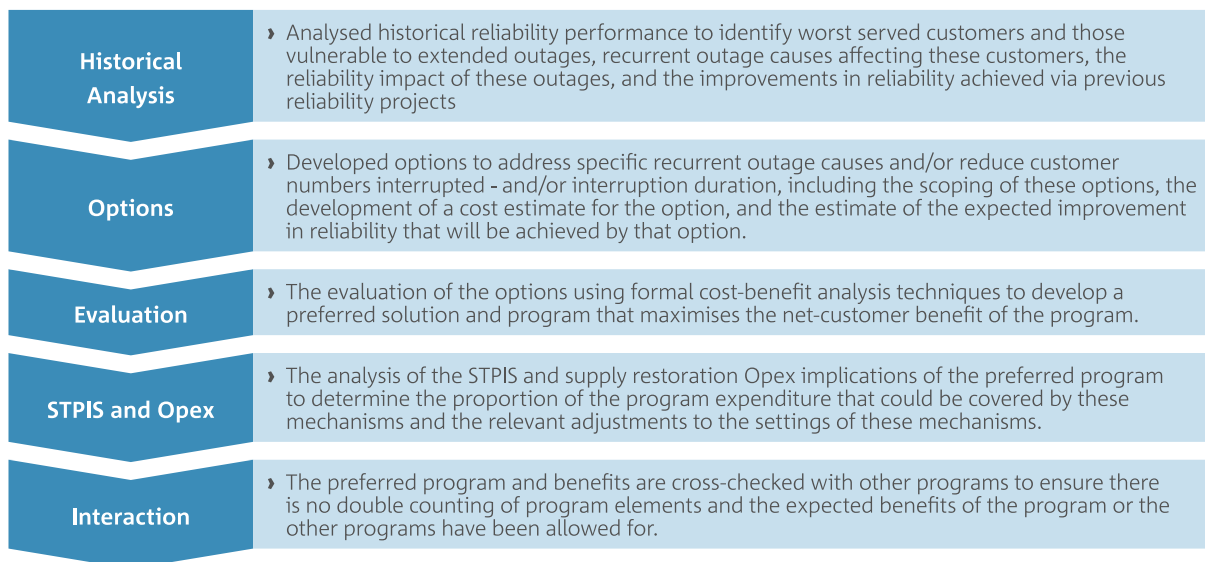 Historical
Analysis
› Analysed historical reliability performance to identify worst served customers and those
vulnerable to extended outages, recurrent outage causes affecting these customers, the
reliability impact of these outages, and the improvements in reliability achieved via previous
reliability projects
Options
› Developed options to address specific recurrent outage causes and/or reduce customer
numbers interrupted - and/or interruption duration, including the scoping of these options, the
development of a cost estimate for the option, and the estimate of the expected improvement
in reliability that will be achieved by that option.
Evaluation
› The evaluation of the options using formal cost-benefit analysis techniques to develop a
preferred solution and program that maximises the net-customer benefit of the program.
STPIS and Opex
› The analysis of the STPIS and supply restoration Opex implications of the preferred program
to determine the proportion of the program expenditure that could be covered by these
mechanisms and the relevant adjustments to the settings of these mechanisms.
Interaction
› The preferred program and benefits are cross-checked with other programs to ensure there
is no double counting of program elements and the expected benefits of the program or the
other programs have been allowed for.